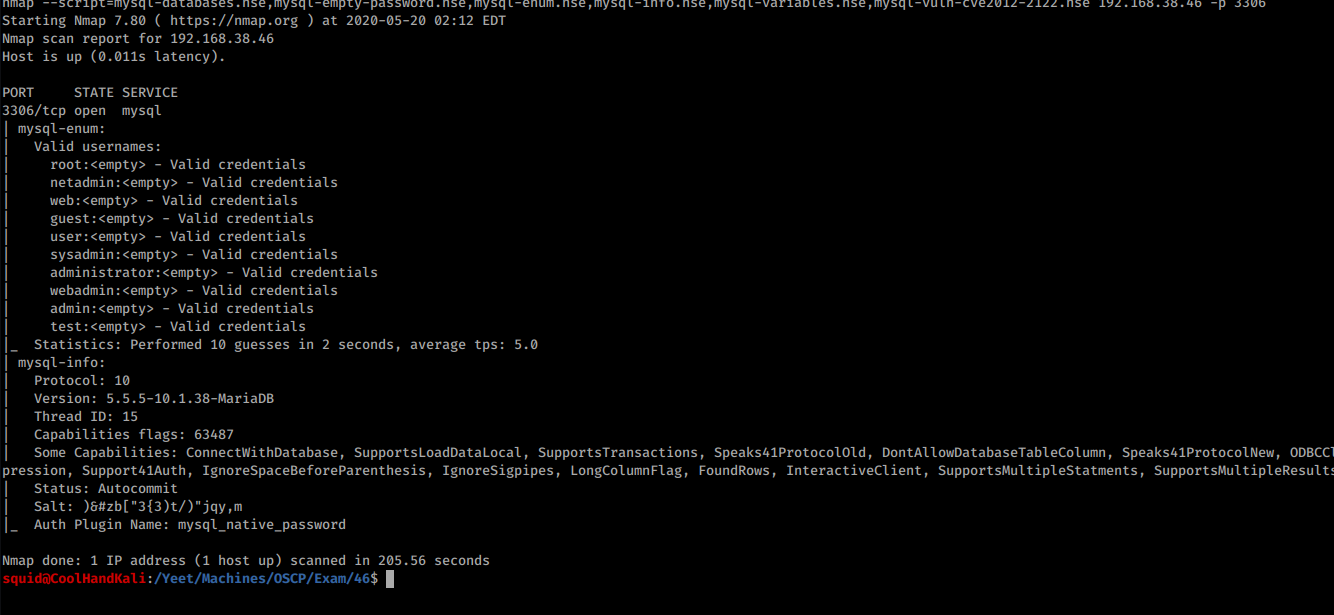 nmap --script=mysql-databases.nse,mysql-empty-password.nse,mysql-enum.nse,mysql-info.nse,mysql-variables.nse,mysql-vuln-cve2012-2122.nse 192.168.38.46 -p 3306
Starting Nmap 7.80 ( https://nmap.org ) at 2020-05-20 02:12 EDT
Nmap scan report for 192.168.38.46
Host is up (0.011s latency).
PORT     STATE SERVICE
3306/tcp open  mysql
| mysql-enum:
|   Valid usernames:
|     root:<empty> - Valid credentials
|     netadmin:<empty> - Valid credentials
|     web:<empty> - Valid credentials
|     guest:<empty> - Valid credentials
|     user:<empty> - Valid credentials
|     sysadmin:<empty> - Valid credentials
|     administrator:<empty> - Valid credentials
|     webadmin:<empty> - Valid credentials
|     admin:<empty> - Valid credentials
|     test:<empty> - Valid credentials
|_  Statistics: Performed 10 guesses in 2 seconds, average tps: 5.0
| mysql-info:
|   Protocol: 10
|   Version: 5.5.5-10.1.38-MariaDB
|   Thread ID: 15
|   Capabilities flags: 63487
|   Some Capabilities: ConnectWithDatabase, SupportsLoadDataLocal, SupportsTransactions, Speaks41ProtocolOld, DontAllowDatabaseTableColumn, Speaks41ProtocolNew, ODBCCl
pression, Support41Auth, IgnoreSpaceBeforeParenthesis, IgnoreSigpipes, LongColumnFlag, FoundRows, InteractiveClient, SupportsMultipleStatments, SupportsMultipleResults
|   Status: Autocommit
|   Salt: )&#zb["3{3)t/)"jqy,m
|_  Auth Plugin Name: mysql_native_password
Nmap done: 1 IP address (1 host up) scanned in 205.56 seconds
squid@CoolHandKali:/Yeet/Machines/OSCP/Exam/46$